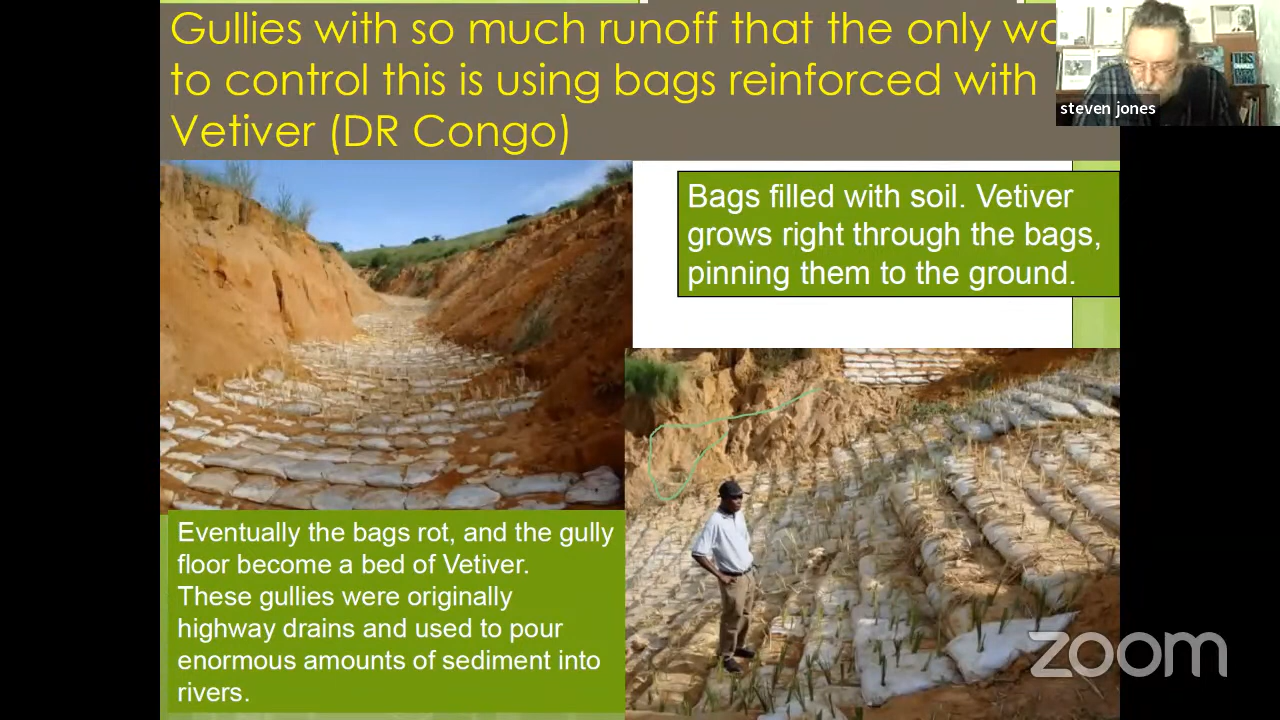 Gullies with so much runoff that the only
to control this is using bags reinforced with
Vetiver (DR Congo)
steven jones
Bags filled with soil. Vetiver
grows right through the bags,
pinning them to the ground.
Eventually the bags rot, and the gully
floor become a bed of Vetiver.
These gullies were originally
highway drains and used to pour
enormous amounts of sediment into
rivers.
zoom